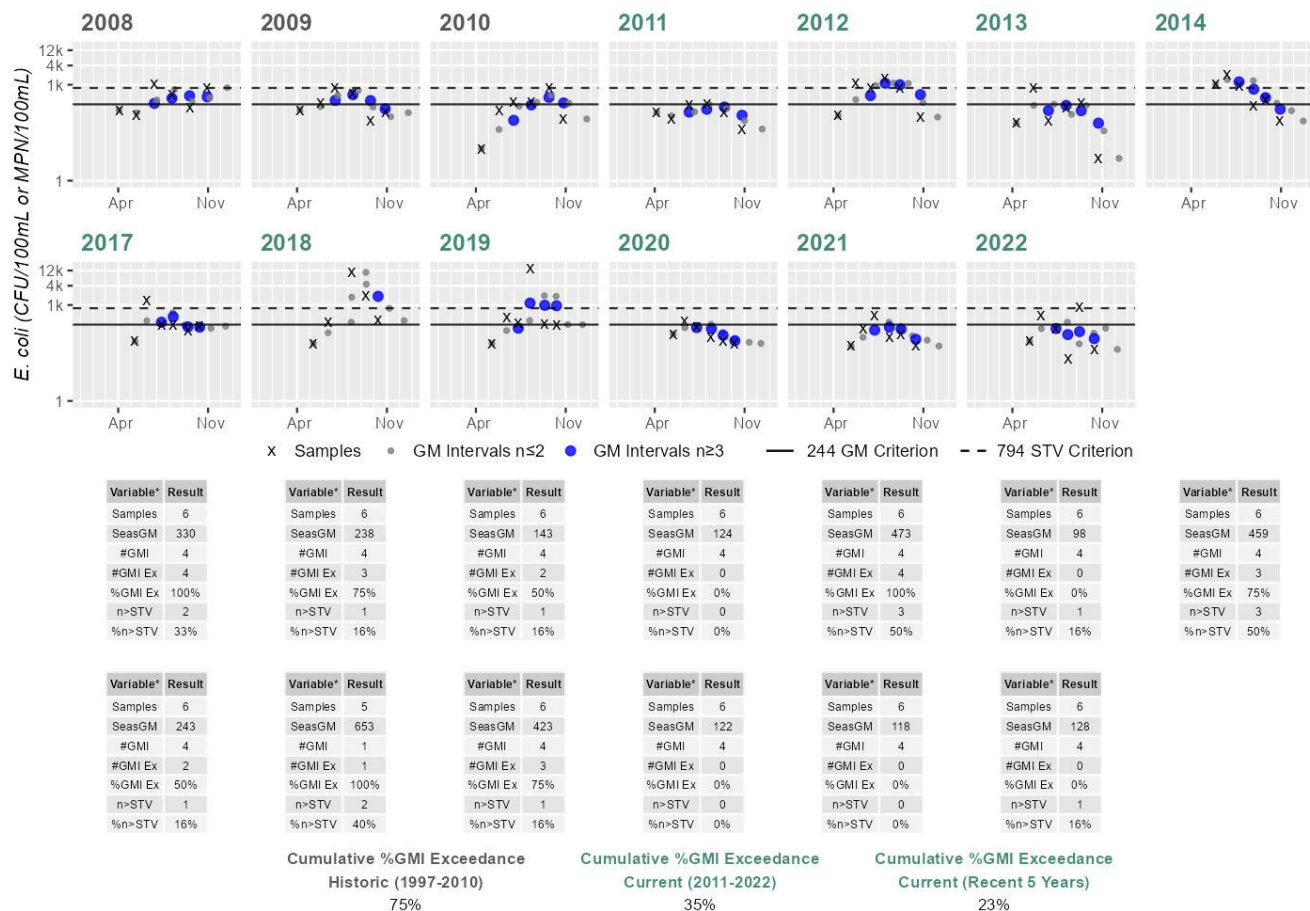 2008 2009 2010 2011 2012 2013 2014
E. coli (CFU/100mL or MPN/100mL)
12k
4k
1k
1
Apr Nov Apr Nov Apr Nov Apr Nov Apr Nov Apr Nov Apr Nov
2017 2018 2019 2020 2021 2022
12k
4k
1k
1
Apr Nov Apr Nov Apr Nov Apr Nov Apr Nov Apr Nov
x Samples GM Intervals n≤2 GM Intervals n≥3 244 GM Criterion 794 STV Criterion
Variable* Result Variable* Result Variable* Result Variable* Result Variable* Result Variable* Result Variable* Result
Samples 6 Samples 6 Samples 6 Samples 6 Samples 6 Samples 6 Samples 6
SeasGM 330 SeasGM 238 SeasGM 143 SeasGM 124 SeasGM 473 SeasGM 98 SeasGM 459
#GMI 4 #GMI 4 #GMI 4 #GMI 4 #GMI 4 #GMI 4 #GMI 4
#GMI Ex 4 #GMI Ex 3 #GMI Ex 2 #GMI Ex 0 #GMI Ex 4 #GMI Ex 0 #GMI Ex 3
%GMI Ex 100% %GMI Ex 75% %GMI Ex 50% %GMI Ex 0% %GMI Ex 100% %GMI Ex 0% %GMI Ex 75%
n>STV 2 n>STV 1 n>STV 1 n>STV 0 n>STV 3 n>STV 1 n>STV 3
%n>STV 33% %n>STV 16% %n>STV 16% %n>STV 0% %n>STV 50% %n>STV 16% %n>STV 50%
Variable* Result Variable* Result Variable* Result Variable* Result Variable* Result Variable* Result
Samples 6 Samples 5 Samples 6 Samples 6 Samples 6 Samples 6
SeasGM 243 SeasGM 653 SeasGM 423 SeasGM 122 SeasGM 118 SeasGM 128
#GMI 4 #GMI 1 #GMI 4 #GMI 4 #GMI 4 #GMI 4
#GMI Ex 2 #GMI Ex 1 #GMI Ex 3 #GMI Ex 0 #GMI Ex 0 #GMI Ex 0
%GMI Ex 50% %GMI Ex 100% %GMI Ex 75% %GMI Ex 0% %GMI Ex 0% %GMI Ex 0%
n>STV 1 n>STV 2 n>STV 1 n>STV 0 n>STV 0 n>STV 1
%n>STV 16% %n>STV 40% %n>STV 16% %n>STV 0% %n>STV 0% %n>STV 16%
Cumulative %GMI Exceedance Cumulative %GMI Exceedance Cumulative %GMI Exceedance
Historic (1997-2010) Current (2011-2022) Current (Recent 5 Years)
75% 35% 23%